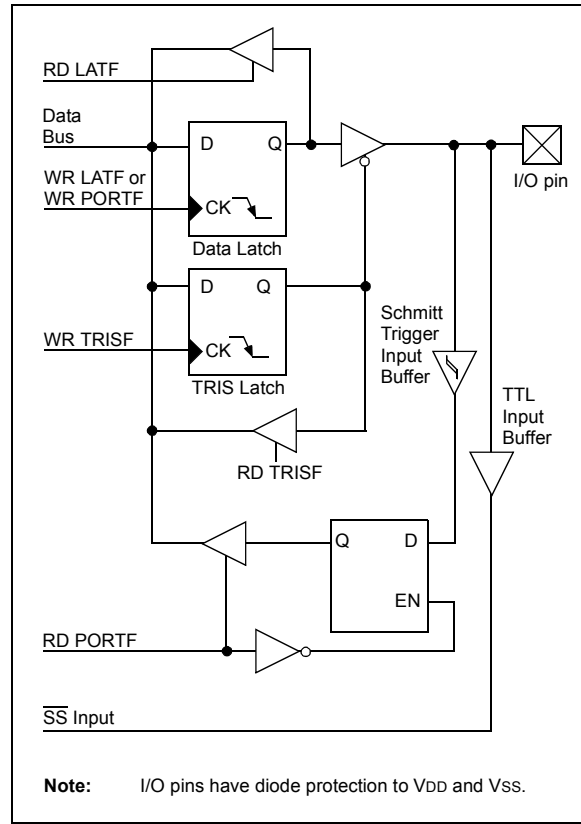 RD LATF
Data
Bus
D Q
WR LATF or
WR PORTF
CK
I/O pin
Data Latch
D Q
WR TRISF
CK
TRIS Latch
Schmitt
Trigger
Input
Buffer
TTL
Input
Buffer
RD TRISF
Q D
EN
RD PORTF
SS Input
Note: I/O pins have diode protection to VDD and VSS.